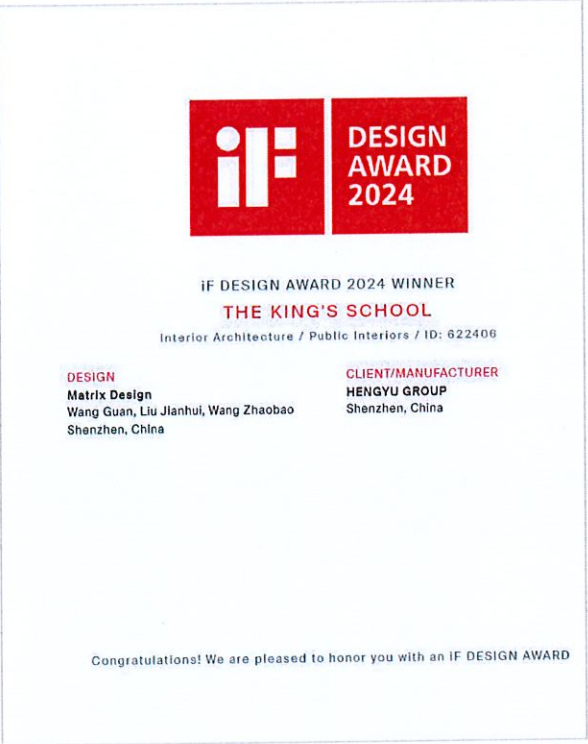 iF
DESIGN
AWARD
2024
iF DESIGN AWARD 2024 WINNER
THE KING'S SCHOOL
Interior Architecture / Public Interiors / ID: 622406
DESIGN
Matrix Design
Wang Guan, Liu Jianhui, Wang Zhaobao
Shenzhen, China
CLIENT/MANUFACTURER
HENGYU GROUP
Shenzhen, China
Congratulations! We are pleased to honor you with an iF DESIGN AWARD